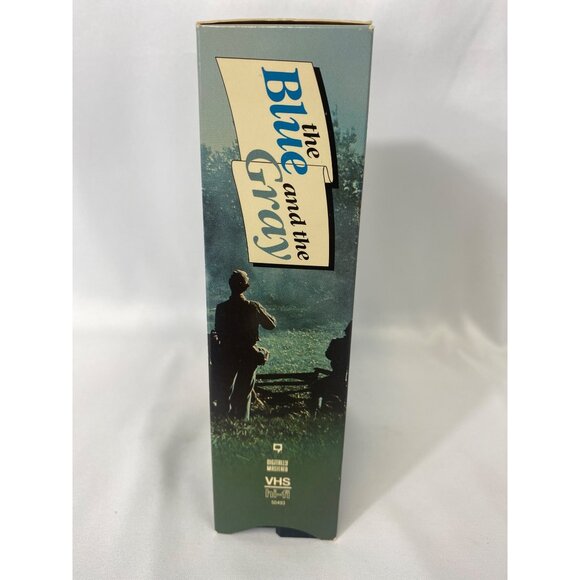 the
Blue
and the
Gray
DIGITALLY
MASTERED
VHS
hi-fi
50493